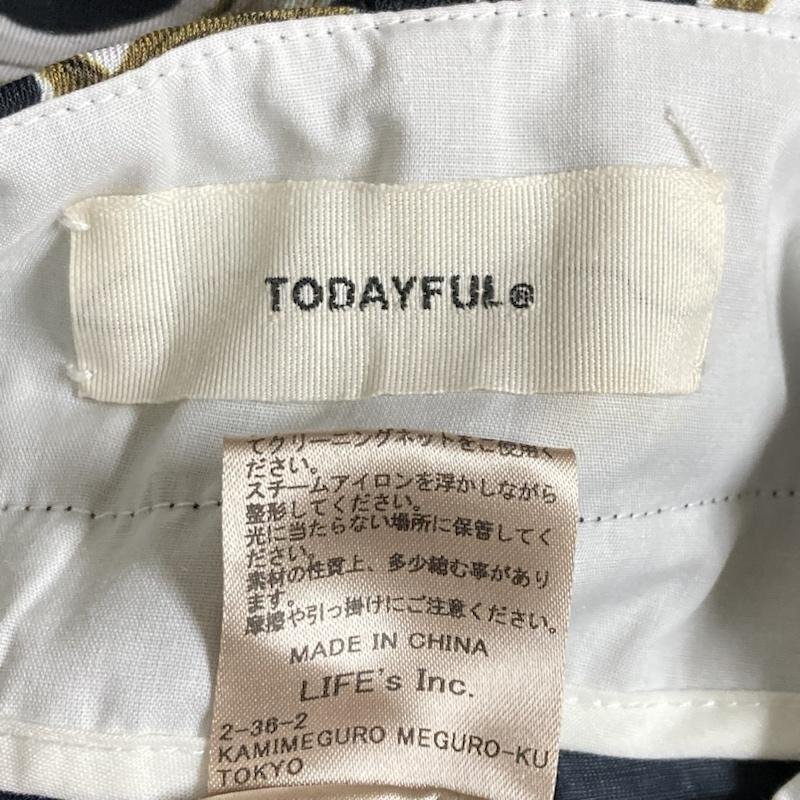 TODAYFUL®
てクリーニングネットをご使用く
ださい。
スチームアイロンを浮かしながら
整形してください。
光に当たらない場所に保管してく
ださい。
素材の性質上、多少縮む事があり
ます。
摩擦や引っ掛けにご注意ください。
MADE IN CHINA
LIFE's Inc.
2-36-2
KAMIMEGURO MEGURO-KU
TOKYO